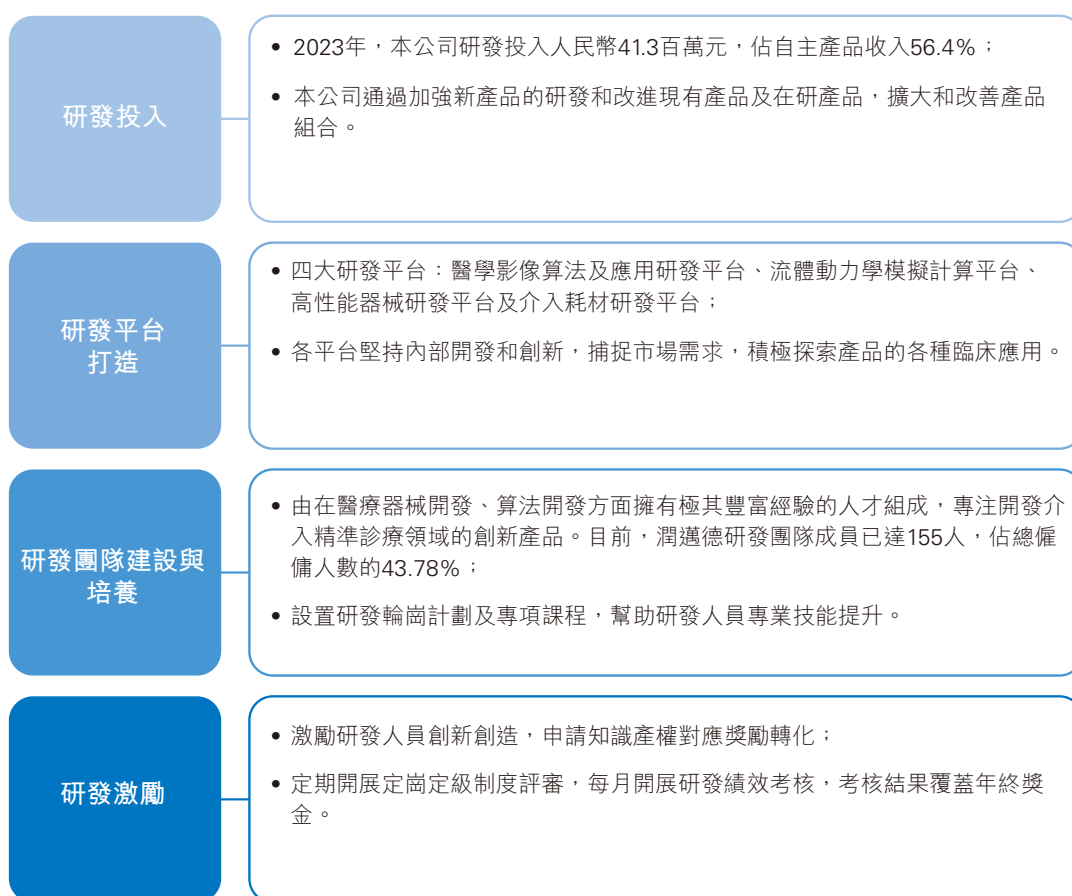 研發投入
• 2023年，本公司研發投入人民幣41.3百萬元，佔自主產品收入56.4%；
• 本公司通過加強新產品的研發和改進現有產品及在研產品，擴大和改善產品
組合。
研發平台
打造
• 四大研發平台：醫學影像算法及應用研發平台、流體動力學模擬計算平台、
高性能器械研發平台及介入耗材研發平台；
• 各平台堅持內部開發和創新，捕捉市場需求，積極探索產品的各種臨床應用。
研發團隊建設與
培養
• 由在醫療器械開發、算法開發方面擁有極其豐富經驗的人才組成，專注開發介
入精準診療領域的創新產品。目前，潤邁德研發團隊成員已達155人，佔總僱
傭人數的43.78%；
• 設置研發輪崗計劃及專項課程，幫助研發人員專業技能提升。
研發激勵
• 激勵研發人員創新創造，申請知識產權對應獎勵轉化；
• 定期開展定崗定級制度評審，每月開展研發績效考核，考核結果覆蓋年終獎
金。